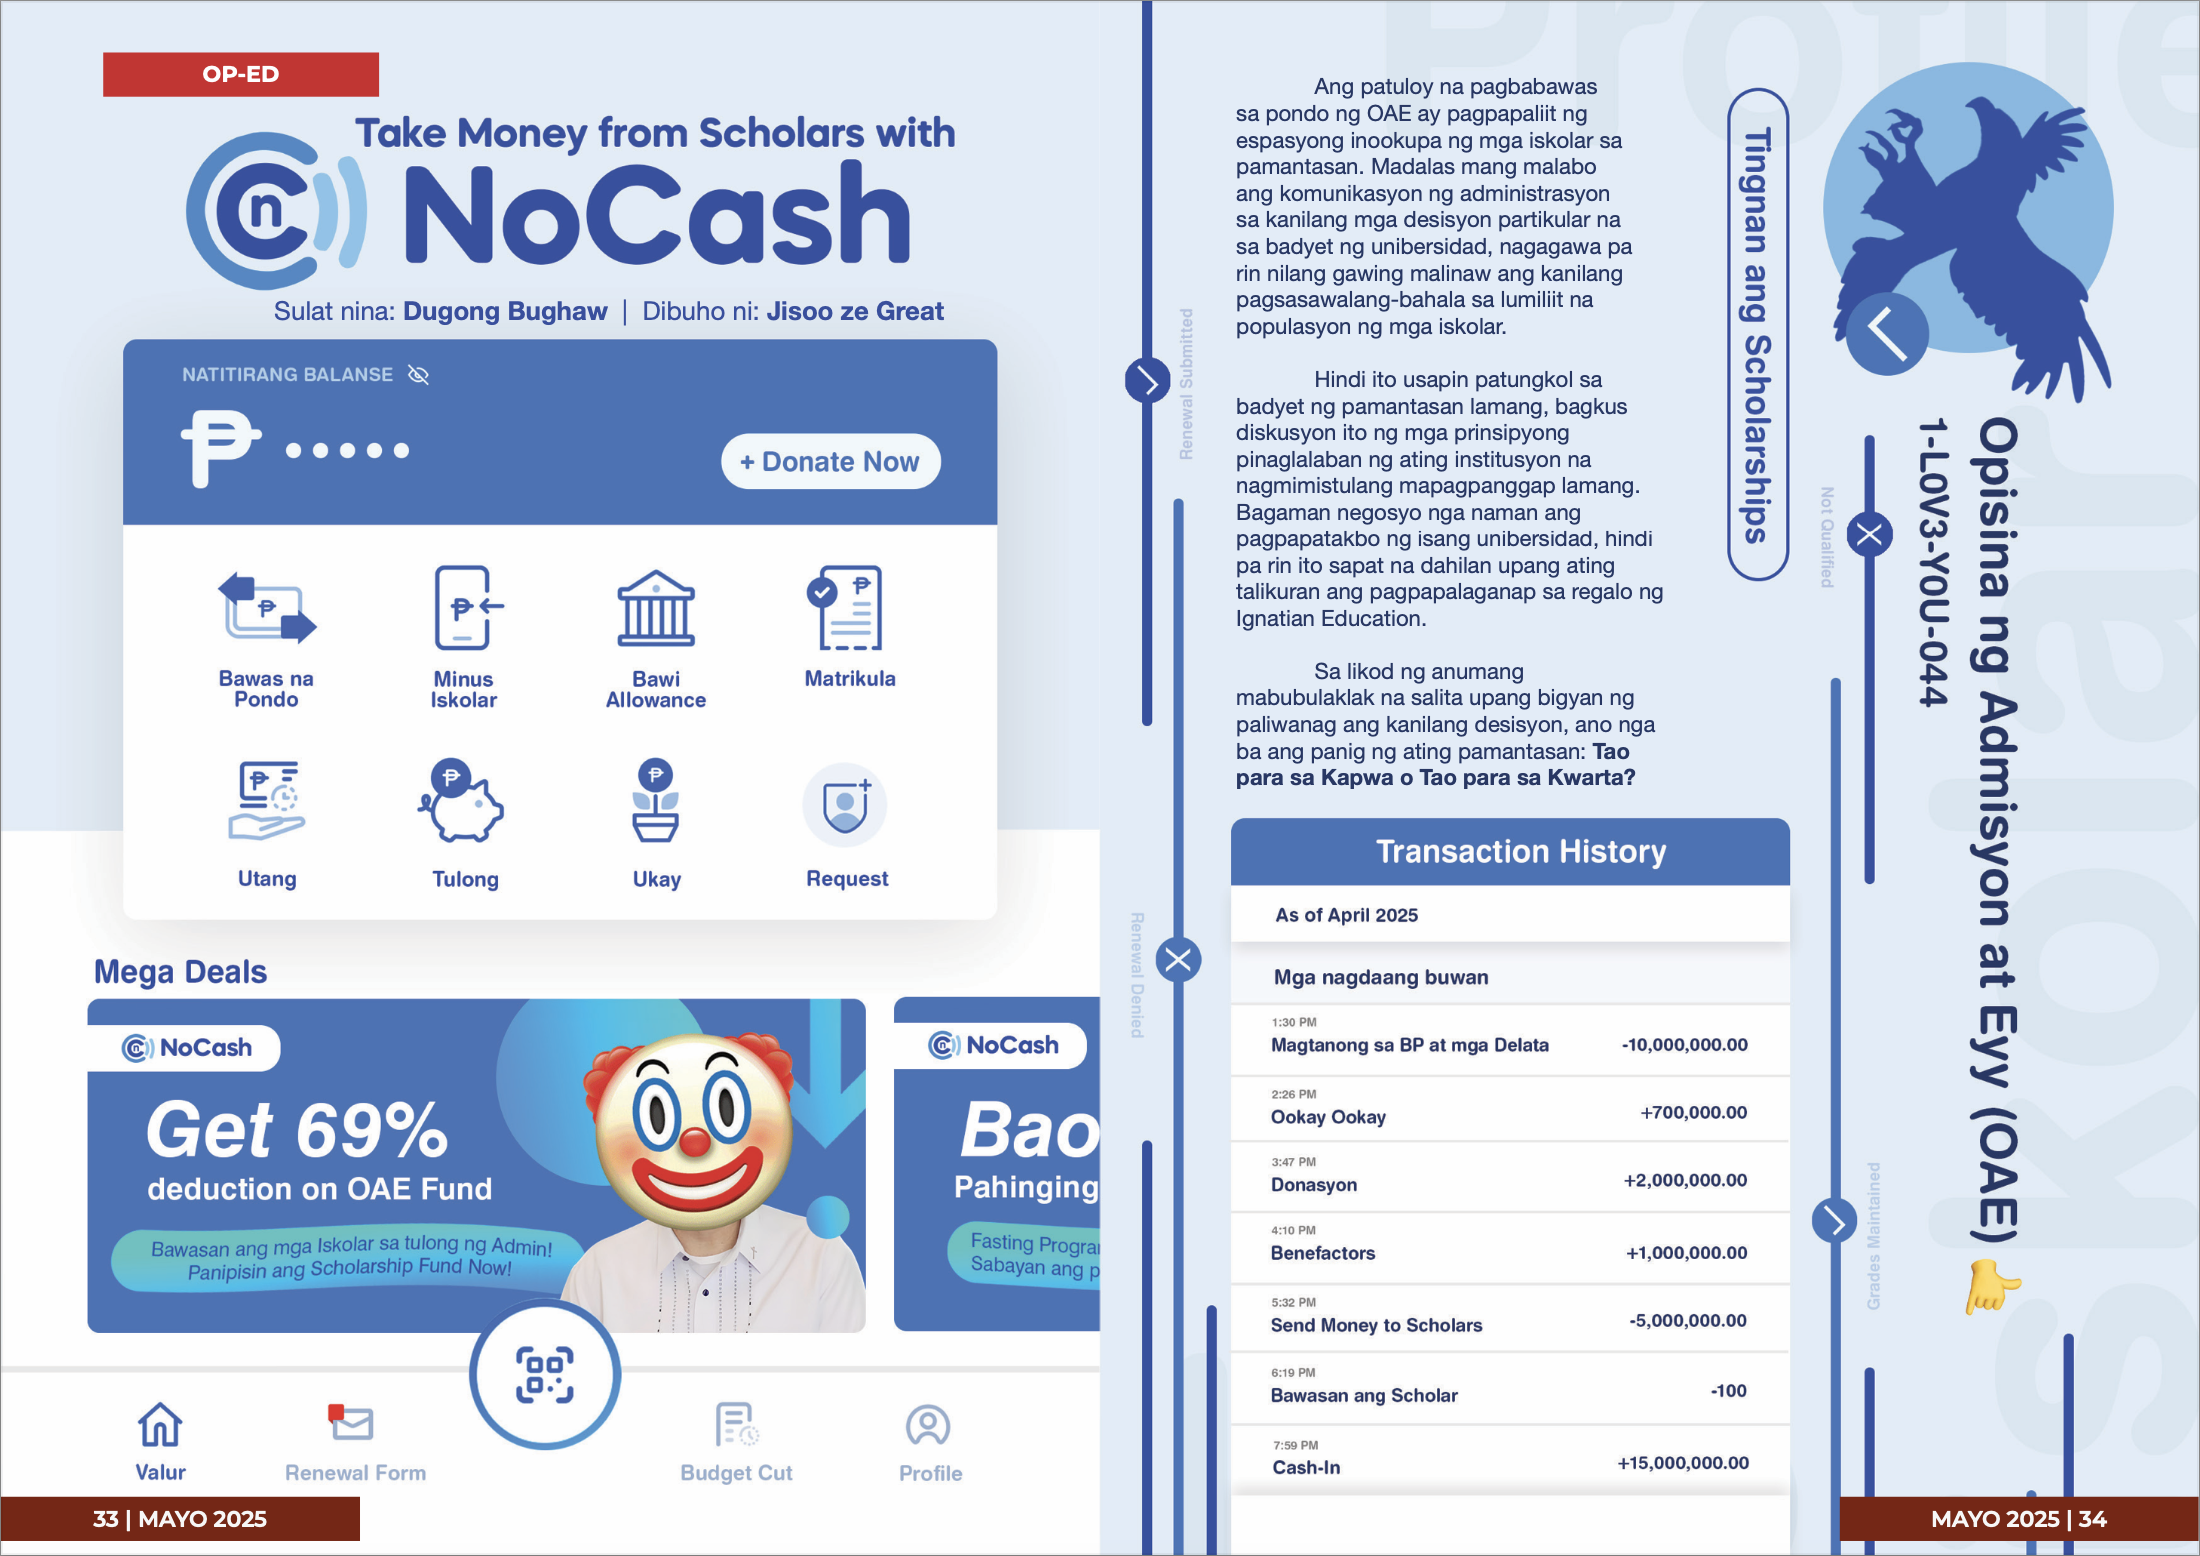 OP-ED
Take Money from Scholars with
n
NoCash
Sulat nina: Dugong Bughaw | Dibuho ni: Jisoo ze Great
NATITIRANG BALANSE
₱ •••••
+ Donate Now
Bawas na
Pondo
Minus
Iskolar
Bawi
Allowance
Matrikula
Utang
Tulong
Ukay
Request
Mega Deals
NoCash
Get 69%
deduction on OAE Fund
Bawasan ang mga Iskolar sa tulong ng Admin!
Panipisin ang Scholarship Fund Now!
NoCash
Bao
Pahinging
Fasting Progra
Sabayan ang p
Valur
Renewal Form
Budget Cut
Profile
33 | MAYO 2025
Renewal Submitted
Renewal Denied
Ang patuloy na pagbabawas
sa pondo ng OAE ay pagpapaliit ng
espasyong inookupa ng mga iskolar sa
pamantasan. Madalas mang malabo
ang komunikasyon ng administrasyon
sa kanilang mga desisyon partikular na
sa badyet ng unibersidad, nagagawa pa
rin nilang gawing malinaw ang kanilang
pagsasawalang-bahala sa lumiliit na
populasyon ng mga iskolar.
Hindi ito usapin patungkol sa
badyet ng pamantasan lamang, bagkus
diskusyon ito ng mga prinsipyong
pinaglalaban ng ating institusyon na
nagmimistulang mapagpanggap lamang.
Bagaman negosyo nga naman ang
pagpapatakbo ng isang unibersidad, hindi
pa rin ito sapat na dahilan upang ating
talikuran ang pagpapalaganap sa regalo ng
Ignatian Education.
Sa likod ng anumang
mabubulaklak na salita upang bigyan ng
paliwanag ang kanilang desisyon, ano nga
ba ang panig ng ating pamantasan: Tao
para sa Kapwa o Tao para sa Kwarta?
Transaction History
As of April 2025
Mga nagdaang buwan
1:30 PM
Magtanong sa BP at mga Delata -10,000,000.00
2:26 PM
Ookay Ookay +700,000.00
3:47 PM
Donasyon +2,000,000.00
4:10 PM
Benefactors +1,000,000.00
5:32 PM
Send Money to Scholars -5,000,000.00
6:19 PM
Bawasan ang Scholar -100
7:59 PM
Cash-In +15,000,000.00
Profile
Iskolar
Opisina ng Admisyon at Eyy (OAE) 👉
1-L0V3-Y0U-044
Tingnan ang Scholarships
Not Qualified
Grades Maintained
MAYO 2025 | 34